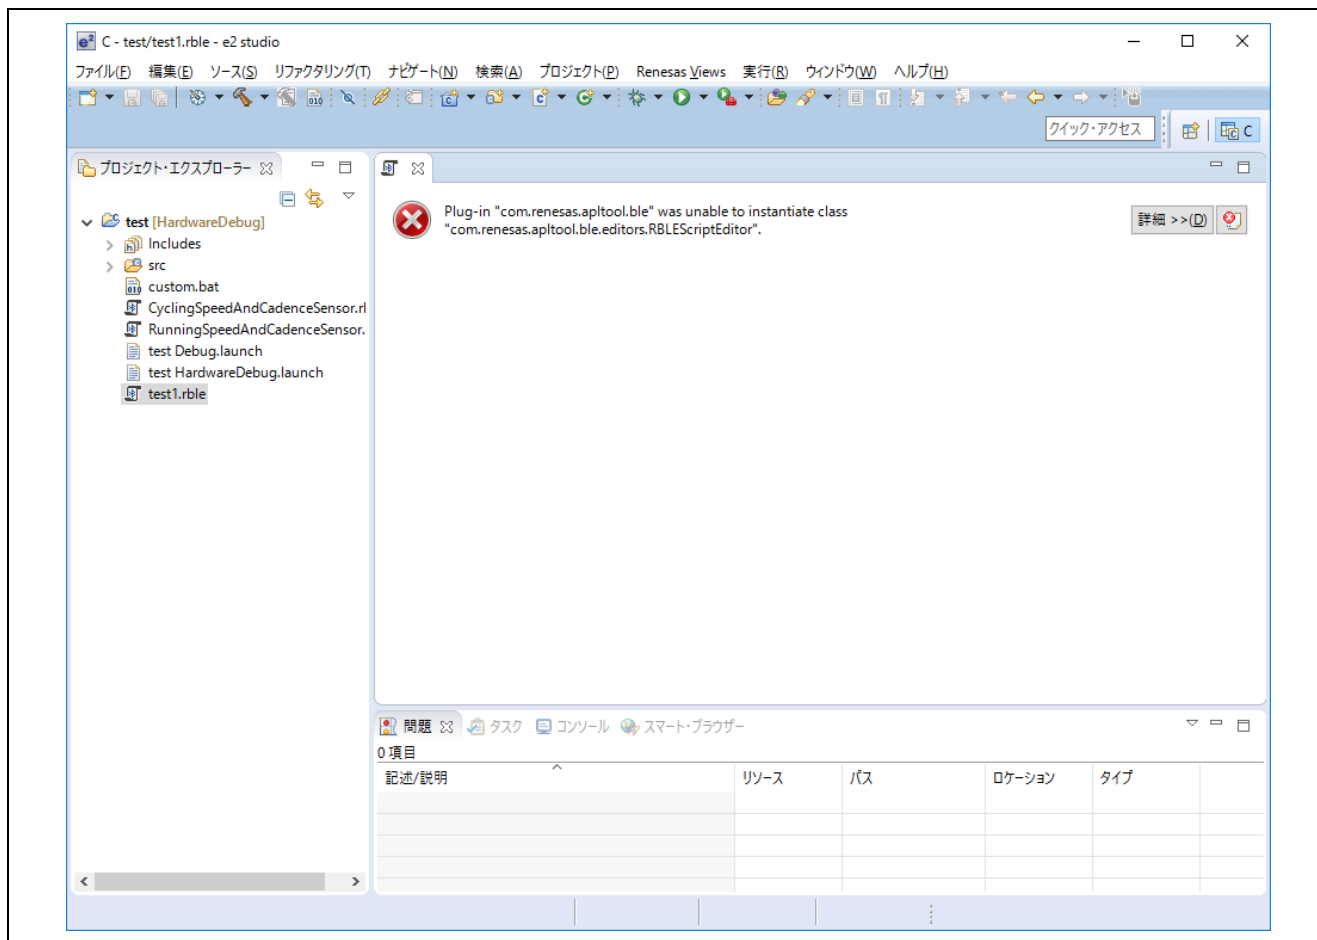 C - test/test1.rble - e2 studio
ファイル(F) 編集(E) ソース(S) リファクタリング(T) ナビゲート(N) 検索(A) プロジェクト(P) Renesas Views 実行(R) ウィンドウ(W) ヘルプ(H)
クイック・アクセス
C
プロジェクト・エクスプローラー
test [HardwareDebug]
Includes
src
custom.bat
CyclingSpeedAndCadenceSensor.rl
RunningSpeedAndCadenceSensor.
test Debug.launch
test HardwareDebug.launch
test1.rble
Plug-in "com.renesas.apltool.ble" was unable to instantiate class
"com.renesas.apltool.ble.editors.RBLEScriptEditor".
詳細 >>(D)
問題 タスク コンソール スマート・ブラウザー
0 項目
記述/説明 リソース パス ロケーション タイプ